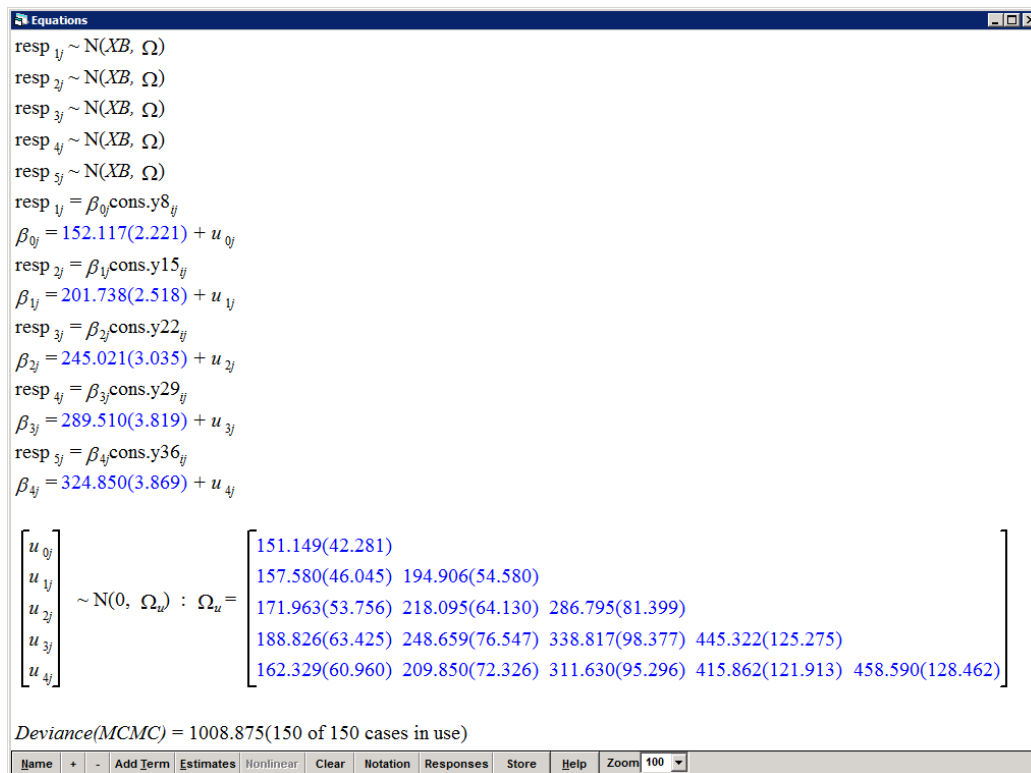 Equations
resp 1j ~ N(XB, Ω)
resp 2j ~ N(XB, Ω)
resp 3j ~ N(XB, Ω)
resp 4j ~ N(XB, Ω)
resp 5j ~ N(XB, Ω)
resp 1j = β0jcons.y8ij
β0j = 152.117(2.221) + u 0j
resp 2j = β1jcons.y15ij
β1j = 201.738(2.518) + u 1j
resp 3j = β2jcons.y22ij
β2j = 245.021(3.035) + u 2j
resp 4j = β3jcons.y29ij
β3j = 289.510(3.819) + u 3j
resp 5j = β4jcons.y36ij
β4j = 324.850(3.869) + u 4j
u 0j 151.149(42.281)
u 1j 157.580(46.045) 194.906(54.580)
u 2j ~ N(0, Ωu) : Ωu = 171.963(53.756) 218.095(64.130) 286.795(81.399)
u 3j 188.826(63.425) 248.659(76.547) 338.817(98.377) 445.322(125.275)
u 4j 162.329(60.960) 209.850(72.326) 311.630(95.296) 415.862(121.913) 458.590(128.462)
Deviance(MCMC) = 1008.875(150 of 150 cases in use)
Name + - Add Term Estimates Nonlinear Clear Notation Responses Store Help Zoom 100